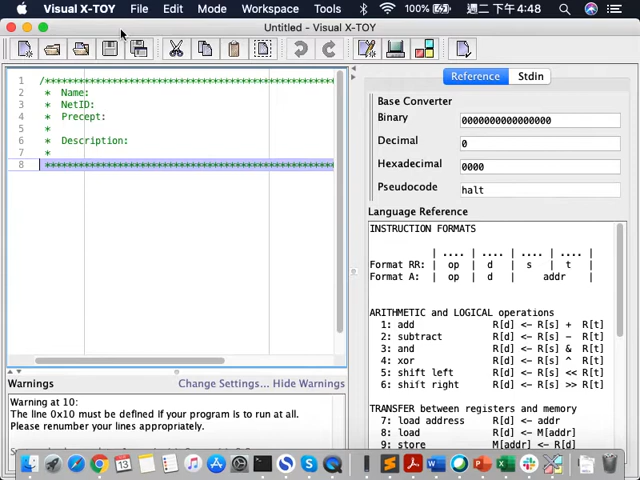 Visual X-TOY File Edit Mode Workspace Tools 100% 週二 下午 4:48
Untitled - Visual X-TOY
1 /******************************************************
2 * Name:
3 * NetID:
4 * Precept:
5 *
6 * Description:
7 *
8 ******************************************************
Reference Stdin
Base Converter
Binary 0000000000000000
Decimal 0
Hexadecimal 0000
Pseudocode halt
Language Reference
INSTRUCTION FORMATS
| .... | .... | .... | .... |
Format RR: | op | d | s | t |
Format A: | op | d | addr |
ARITHMETIC and LOGICAL operations
1: add R[d] <- R[s] + R[t]
2: subtract R[d] <- R[s] - R[t]
3: and R[d] <- R[s] & R[t]
4: xor R[d] <- R[s] ^ R[t]
5: shift left R[d] <- R[s] << R[t]
6: shift right R[d] <- R[s] >> R[t]
TRANSFER between registers and memory
7: load address R[d] <- addr
8: load R[d] <- M[addr]
9: store M[addr] <- R[d]
Warnings Change Settings... Hide Warnings
Warning at 10:
The line 0x10 must be defined if your program is to run at all.
Please renumber your lines appropriately.